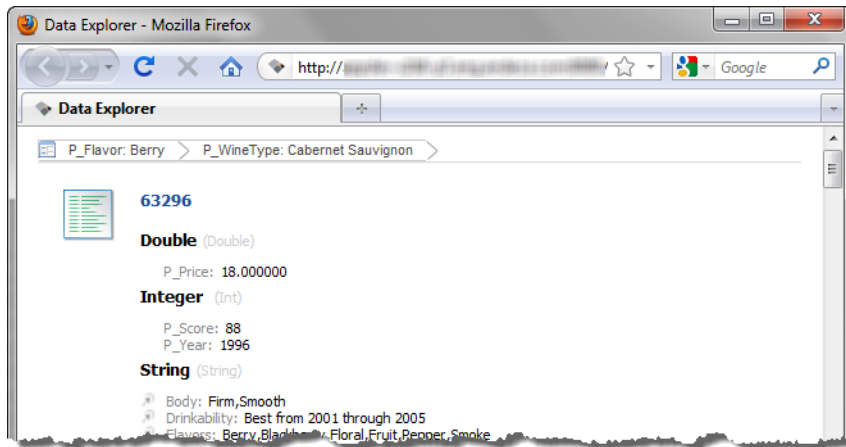 Data Explorer - Mozilla Firefox
http:// /
Google
Data Explorer
P_Flavor: Berry P_WineType: Cabernet Sauvignon
63296
Double (Double)
P_Price: 18.000000
Integer (Int)
P_Score: 88
P_Year: 1996
String (String)
Body: Firm,Smooth
Drinkability: Best from 2001 through 2005
Flavors: Berry,Blackberry,Floral,Fruit,Pepper,Smoke